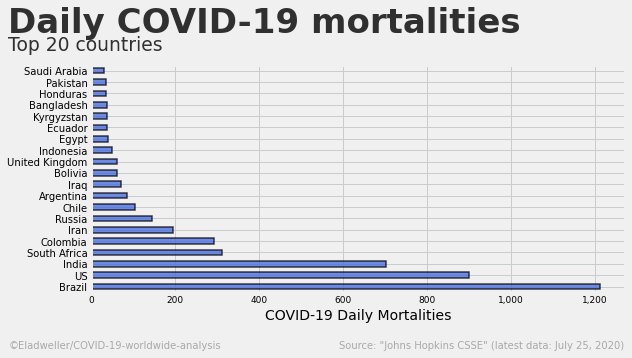 Daily COVID-19 mortalities
Top 20 countries
Saudi Arabia
Pakistan
Honduras
Bangladesh
Kyrgyzstan
Ecuador
Egypt
Indonesia
United Kingdom
Bolivia
Iraq
Argentina
Chile
Russia
Iran
Colombia
South Africa
India
US
Brazil
0 200 400 600 800 1,000 1,200
COVID-19 Daily Mortalities
©Eladweller/COVID-19-worldwide-analysis Source: "Johns Hopkins CSSE" (latest data: July 25, 2020)